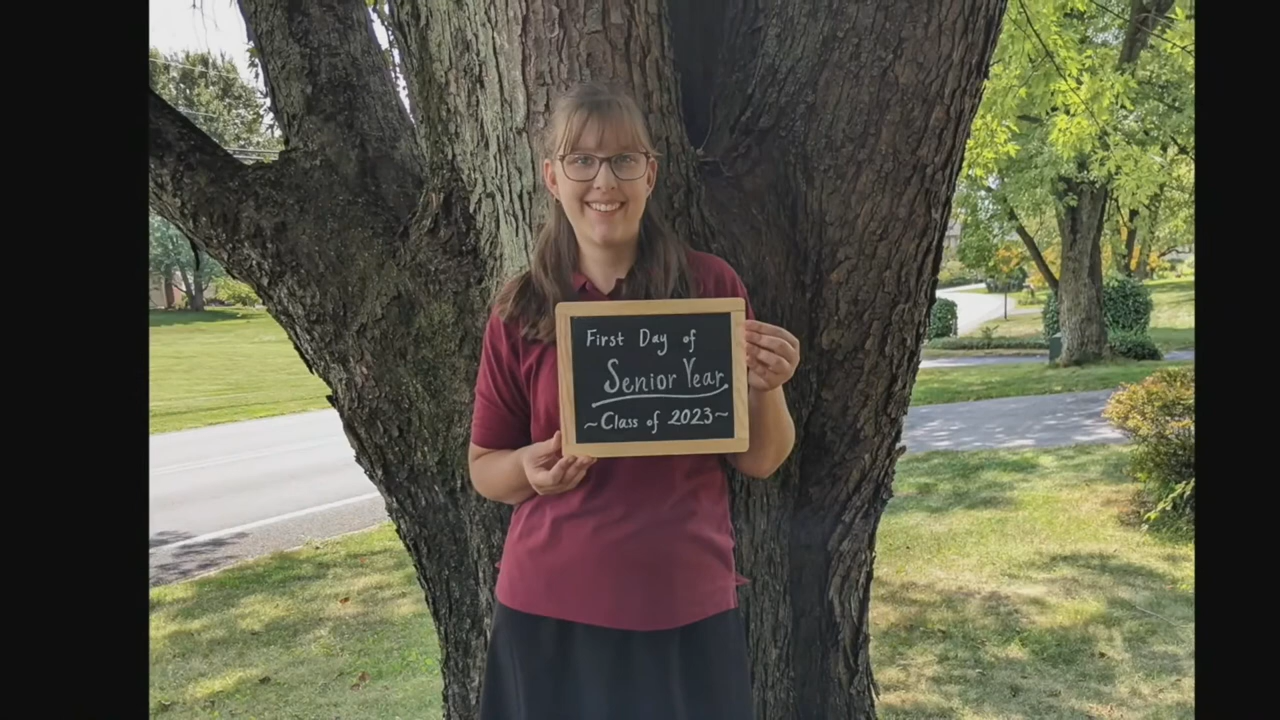 First Day of
Senior Year
~Class of 2023~